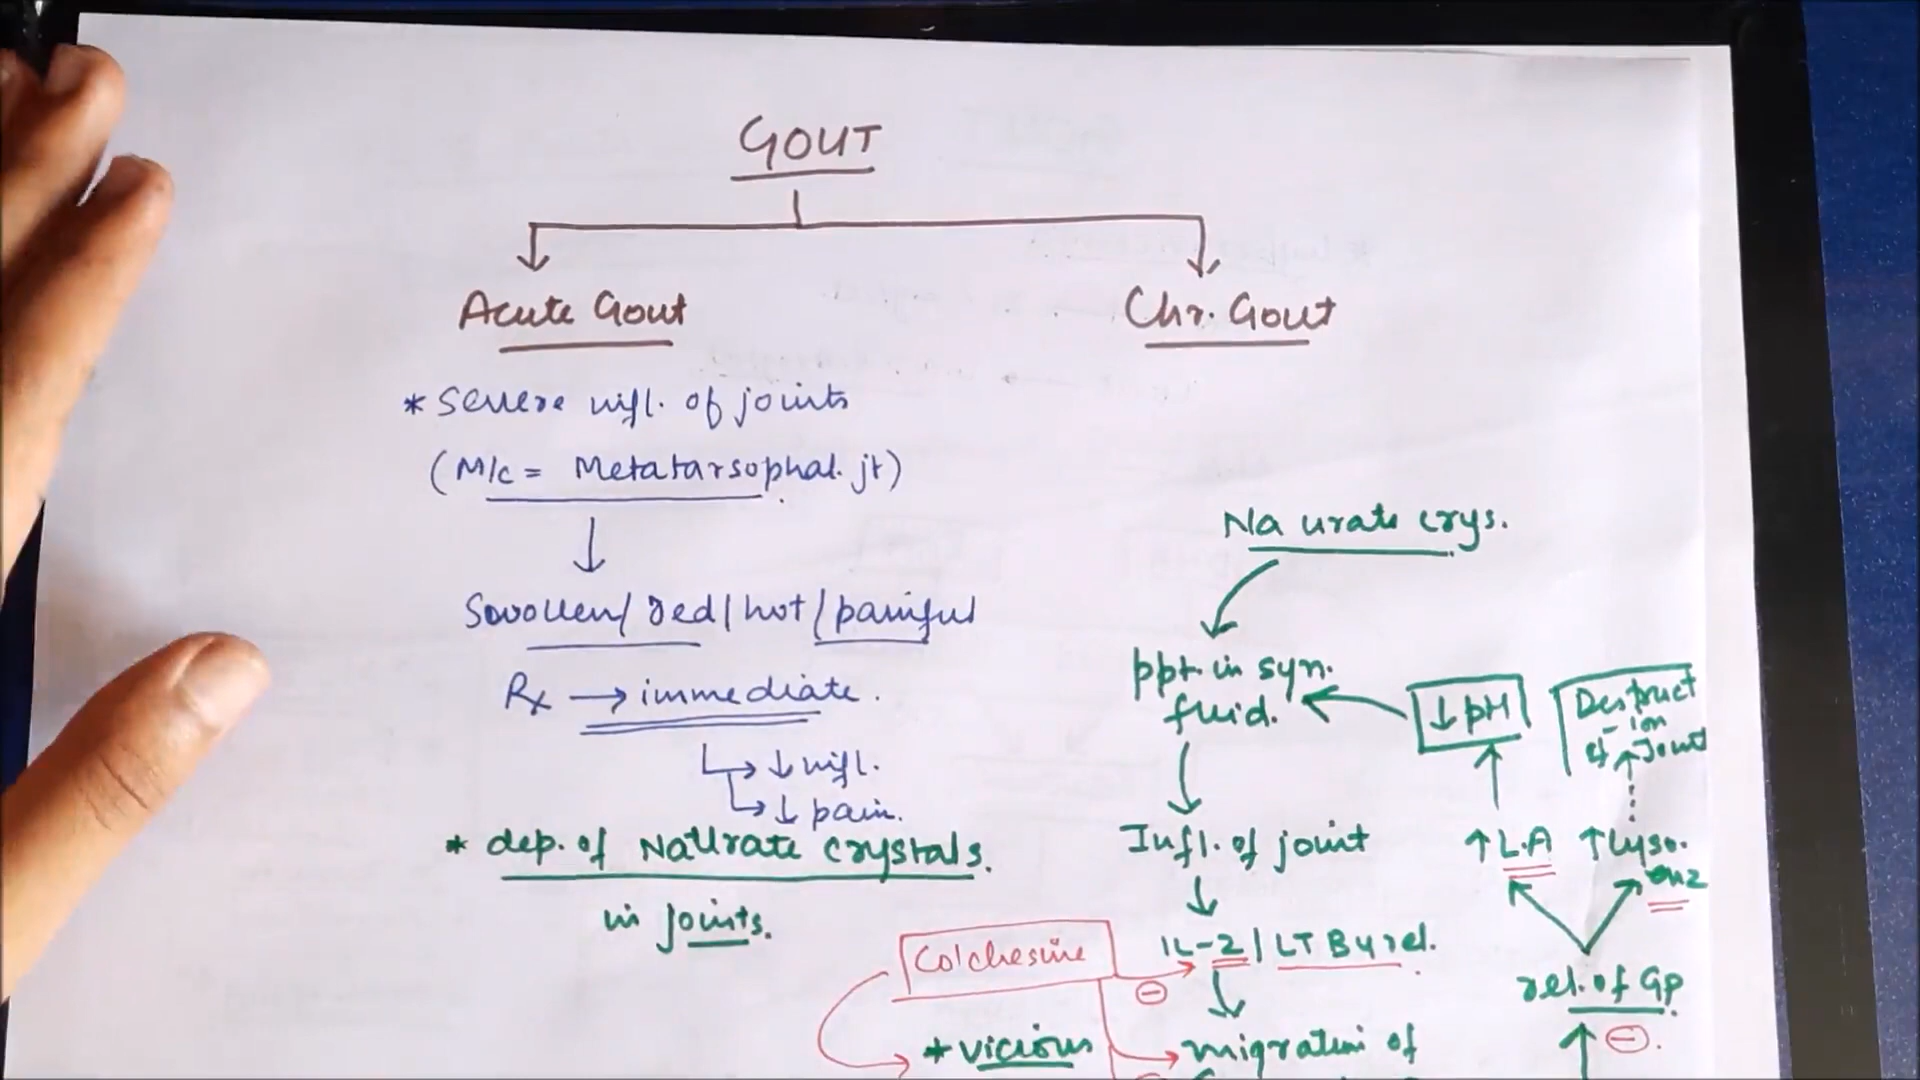 GOUT
Acute Gout
Chr. Gout
* Severe infl. of joints
(M/c = Metatarsophal. jt)
Swollen/red/hot/painful
Rx → immediate.
↓ infl.
↓ pain.
* dep. of NaUrate crystals.
in joints.
Na urate crys.
ppt. in syn.
fluid.
↓ pH
Destruct
-ion
of Joint
Infl. of joint
↑ L.A
↑ Lyso.
enz
IL-2 / LT B4 rel.
Colchesine
rel. of Gp
* vicious
migration of